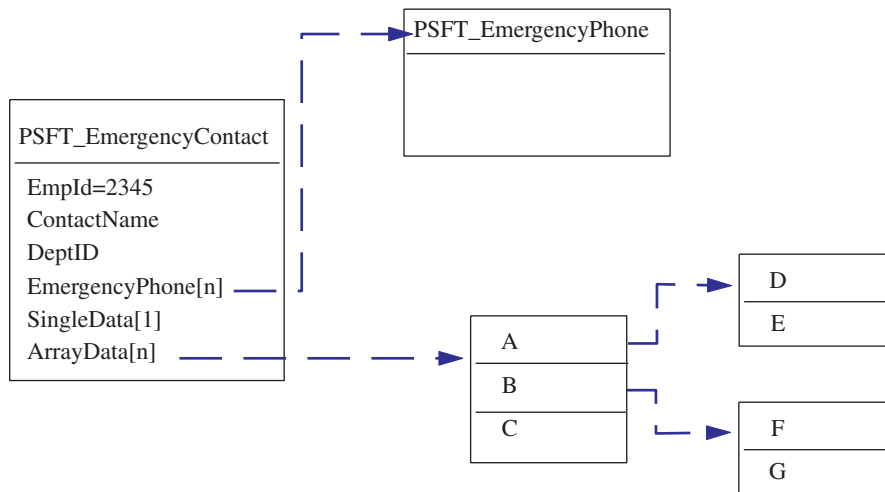 PSFT_EmergencyPhone
PSFT_EmergencyContact
EmpId=2345
ContactName
DeptID
EmergencyPhone[n]
SingleData[1]
ArrayData[n]
A
B
C
D
E
F
G